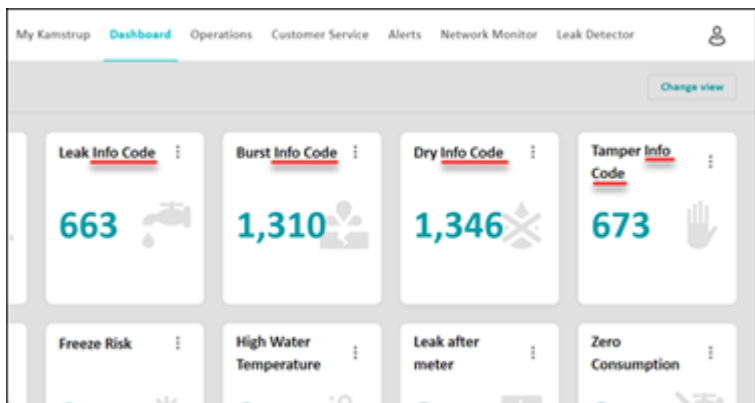 My Kamstrup Dashboard Operations Customer Service Alerts Network Monitor Leak Detector
Change view
Leak Info Code
Burst Info Code
Dry Info Code
Tamper Info
Code
663
1,310
1,346
673
Freeze Risk
High Water
Temperature
Leak after
meter
Zero
Consumption